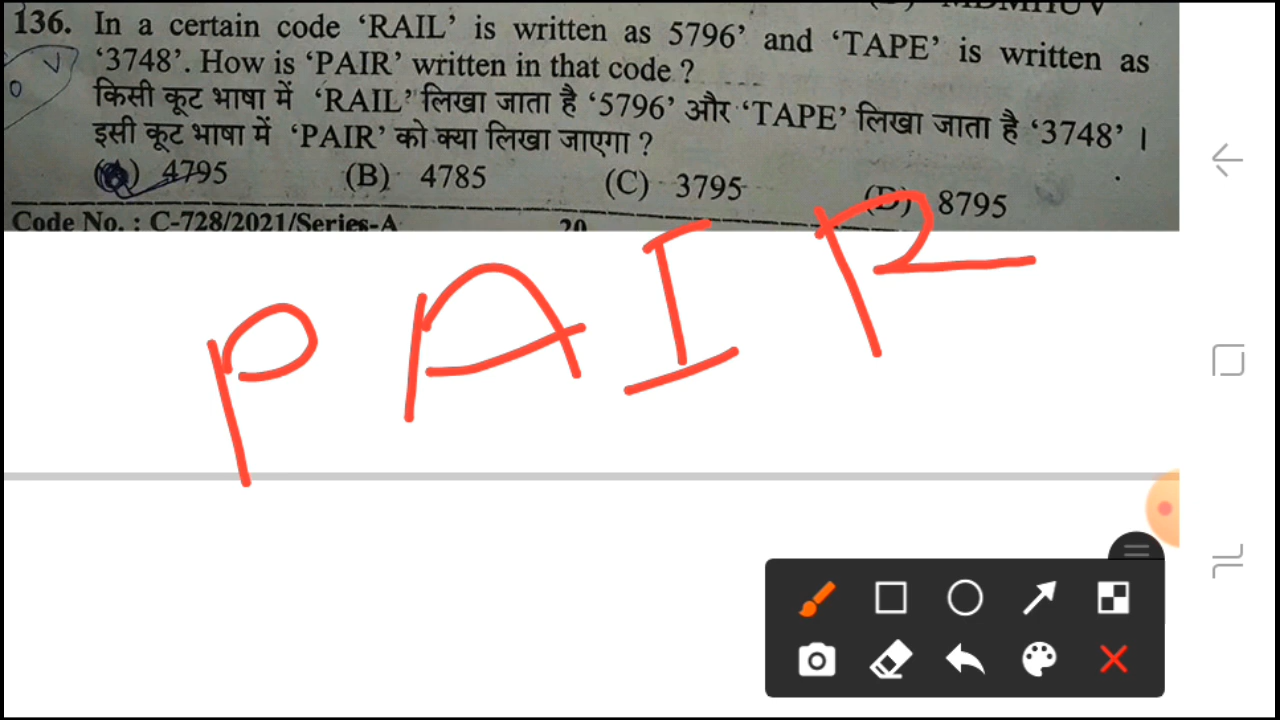 136. In a certain code ‘RAIL’ is written as 5796’ and ‘TAPE’ is written as
‘3748’. How is ‘PAIR’ written in that code ?
किसी कूट भाषा में ‘RAIL’ लिखा जाता है ‘5796’ और ‘TAPE’ लिखा जाता है ‘3748’ ।
इसी कूट भाषा में ‘PAIR’ को क्या लिखा जाएगा ?
(A) 4795 (B) 4785 (C) 3795 (D) 8795
Code No. : C-728/2021/Series-A 20
PAIR